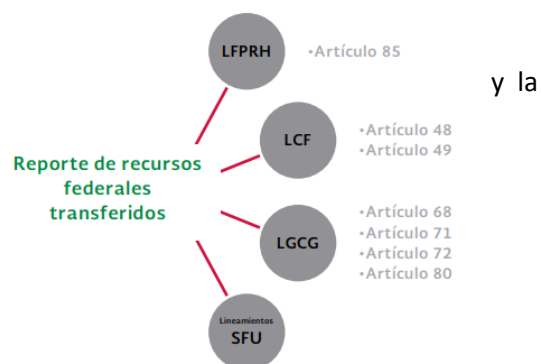 LFPRH
•Artículo 85
y la
LCF
•Artículo 48
•Artículo 49
Reporte de recursos
federales
transferidos
LGCG
•Artículo 68
•Artículo 71
•Artículo 72
•Artículo 80
Lineamientos
SFU